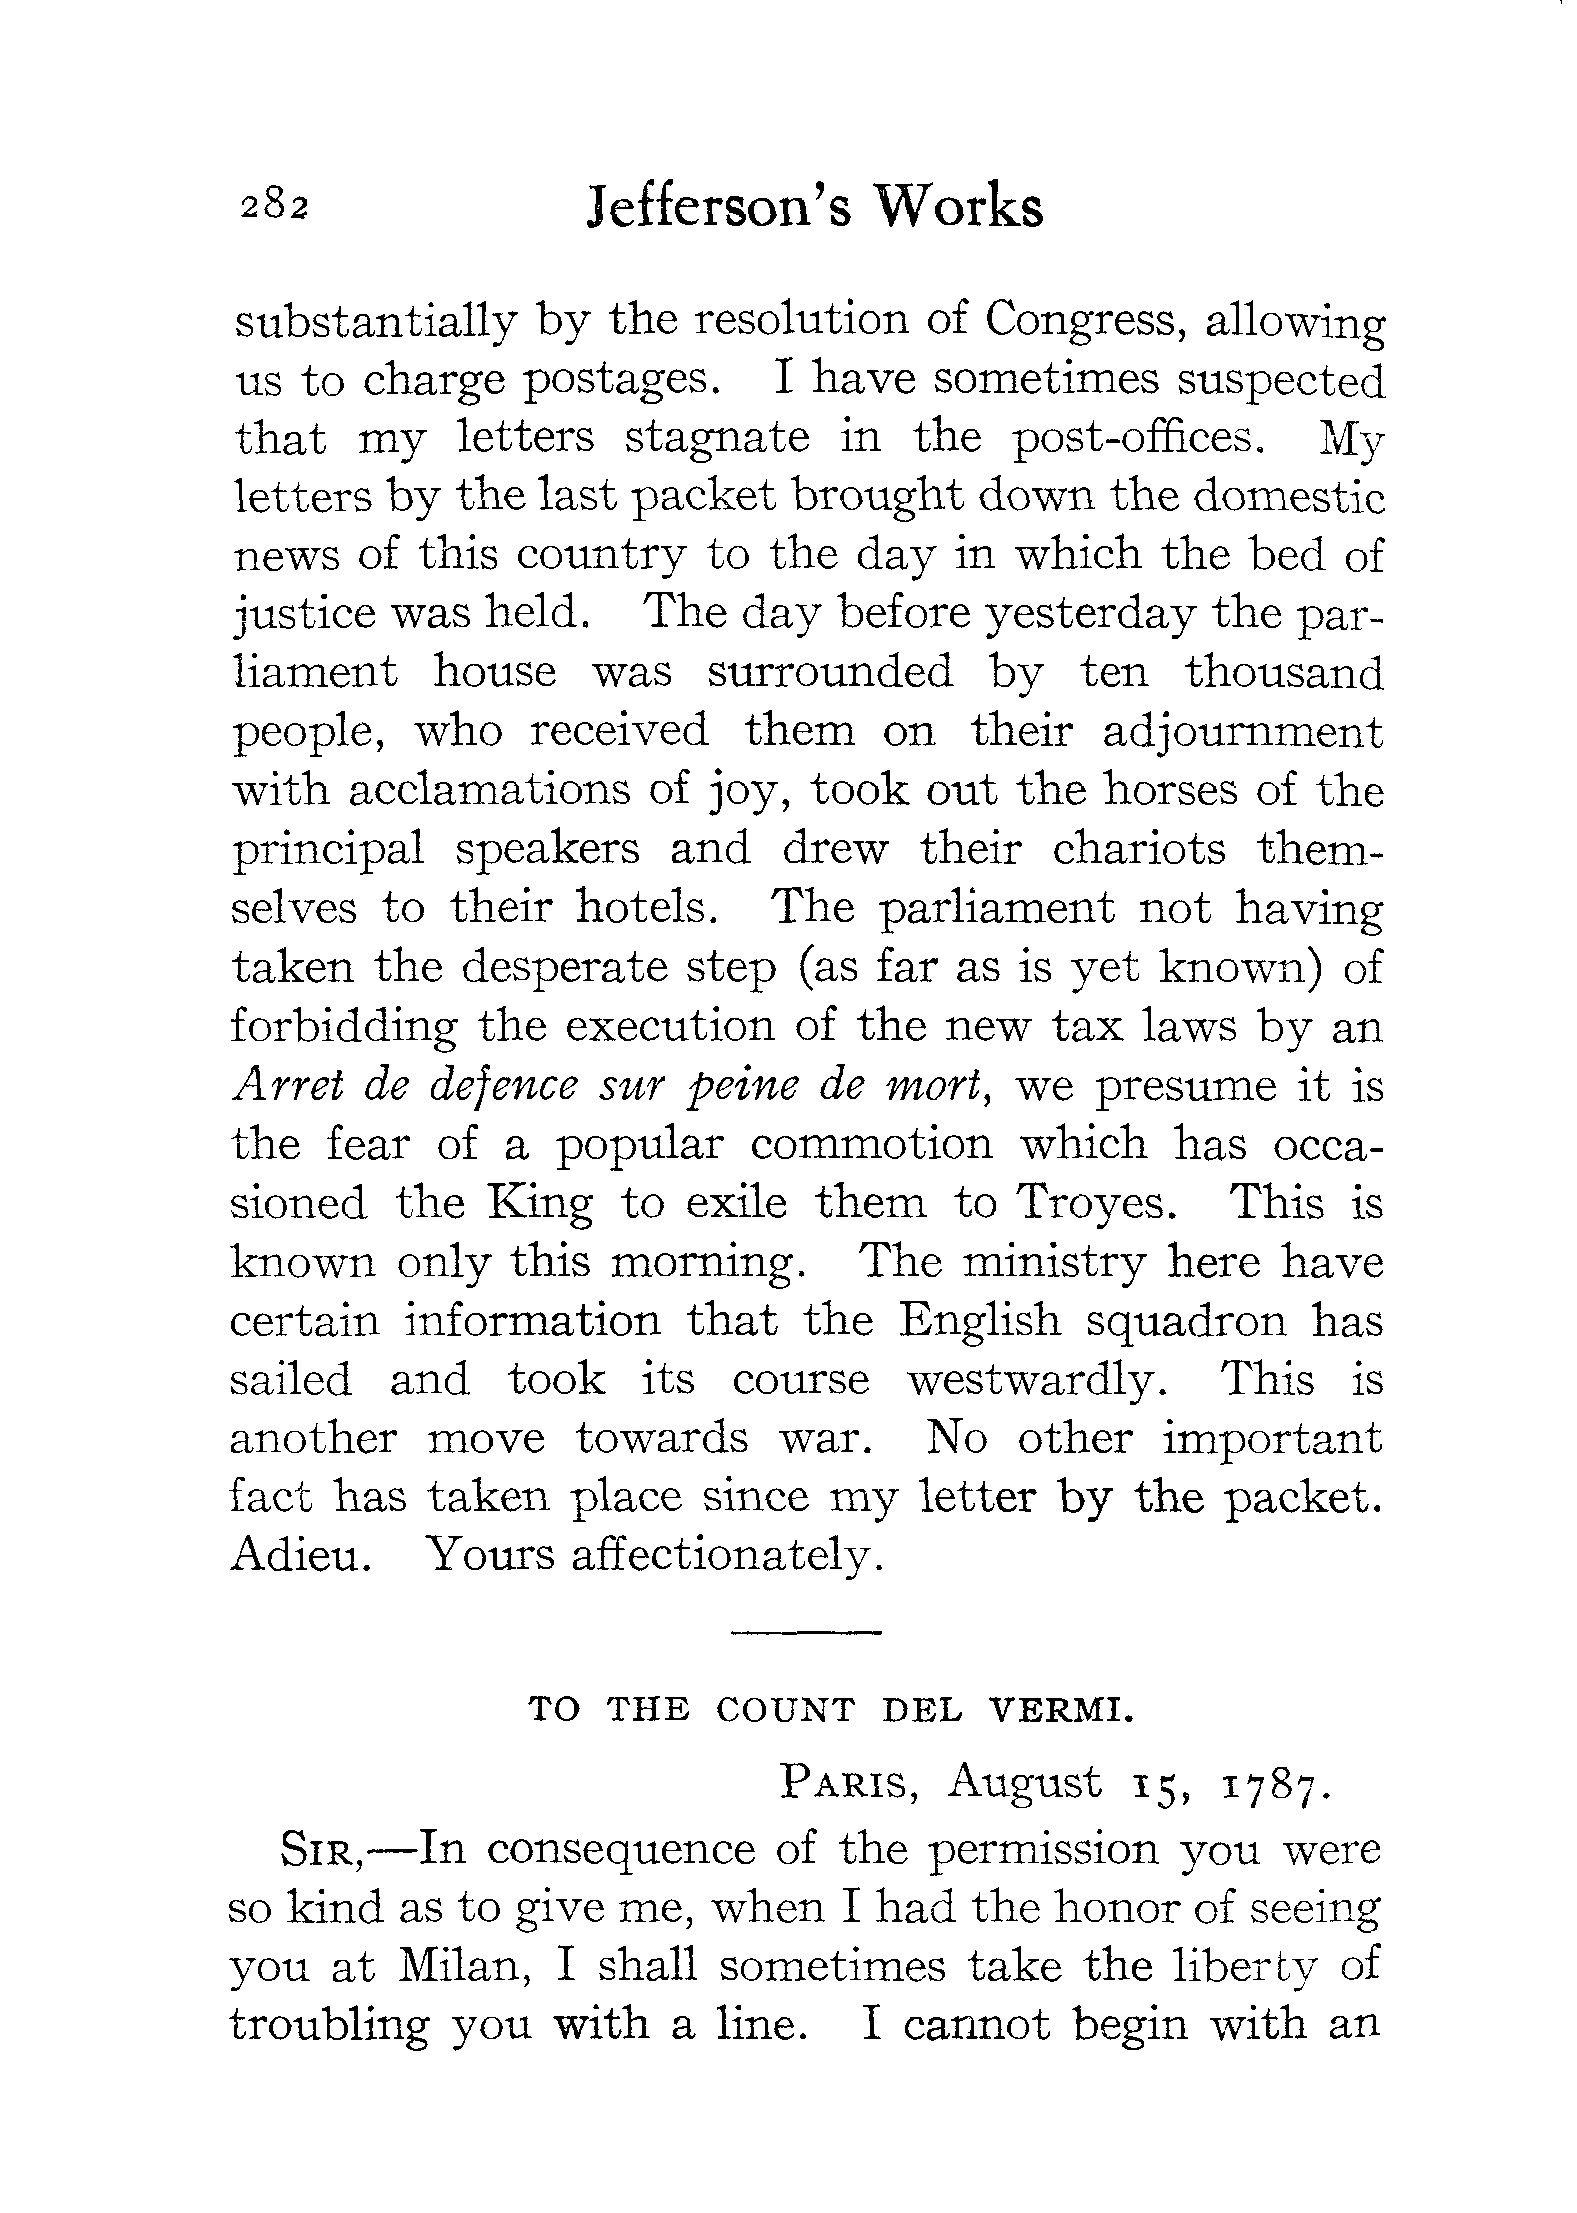 282 Jefferson's Works
substantially by the resolution of Congress, allowing
us to charge postages. I have sometimes suspected
that my letters stagnate in the post-offices. My
letters by the last packet brought down the domestic
news of this country to the day in which the bed of
justice was held. The day before yesterday the par-
liament house was surrounded by ten thousand
people, who received them on their adjournment
with acclamations of joy, took out the horses of the
principal speakers and drew their chariots them-
selves to their hotels. The parliament not having
taken the desperate step (as far as is yet known) of
forbidding the execution of the new tax laws by an
Arret de defence sur peine de mort, we presume it is
the fear of a popular commotion which has occa-
sioned the King to exile them to Troyes. This is
known only this morning. The ministry here have
certain information that the English squadron has
sailed and took its course westwardly. This is
another move towards war. No other important
fact has taken place since my letter by the packet.
Adieu. Yours affectionately.
TO THE COUNT DEL VERMI.
PARIS, August 15, 1787.
SIR,—In consequence of the permission you were
so kind as to give me, when I had the honor of seeing
you at Milan, I shall sometimes take the liberty of
troubling you with a line. I cannot begin with an